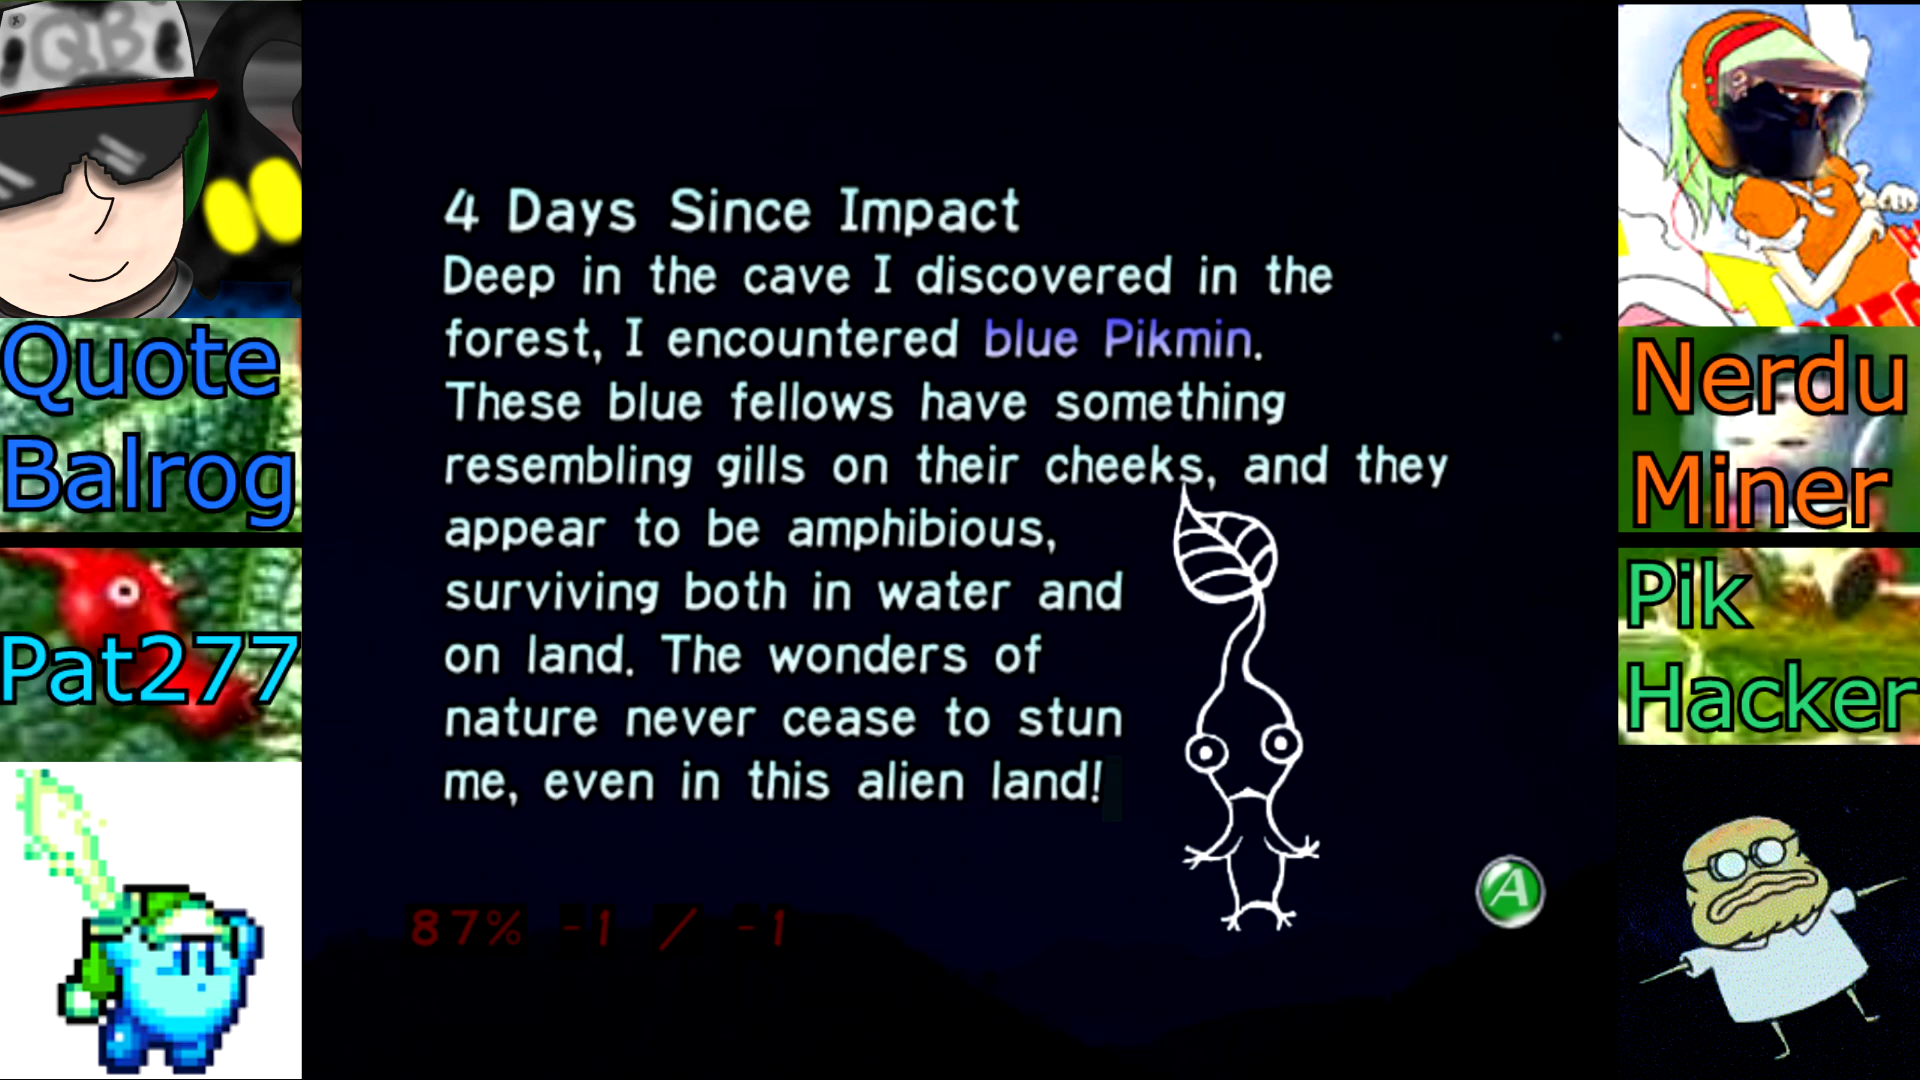 QB
Quote
Balrog
Pat277
4 Days Since Impact
Deep in the cave I discovered in the
forest, I encountered blue Pikmin.
These blue fellows have something
resembling gills on their cheeks, and they
appear to be amphibious,
surviving both in water and
on land. The wonders of
nature never cease to stun
me, even in this alien land!
87% -1 / -1
A
Nerdu
Miner
Pik
Hacker